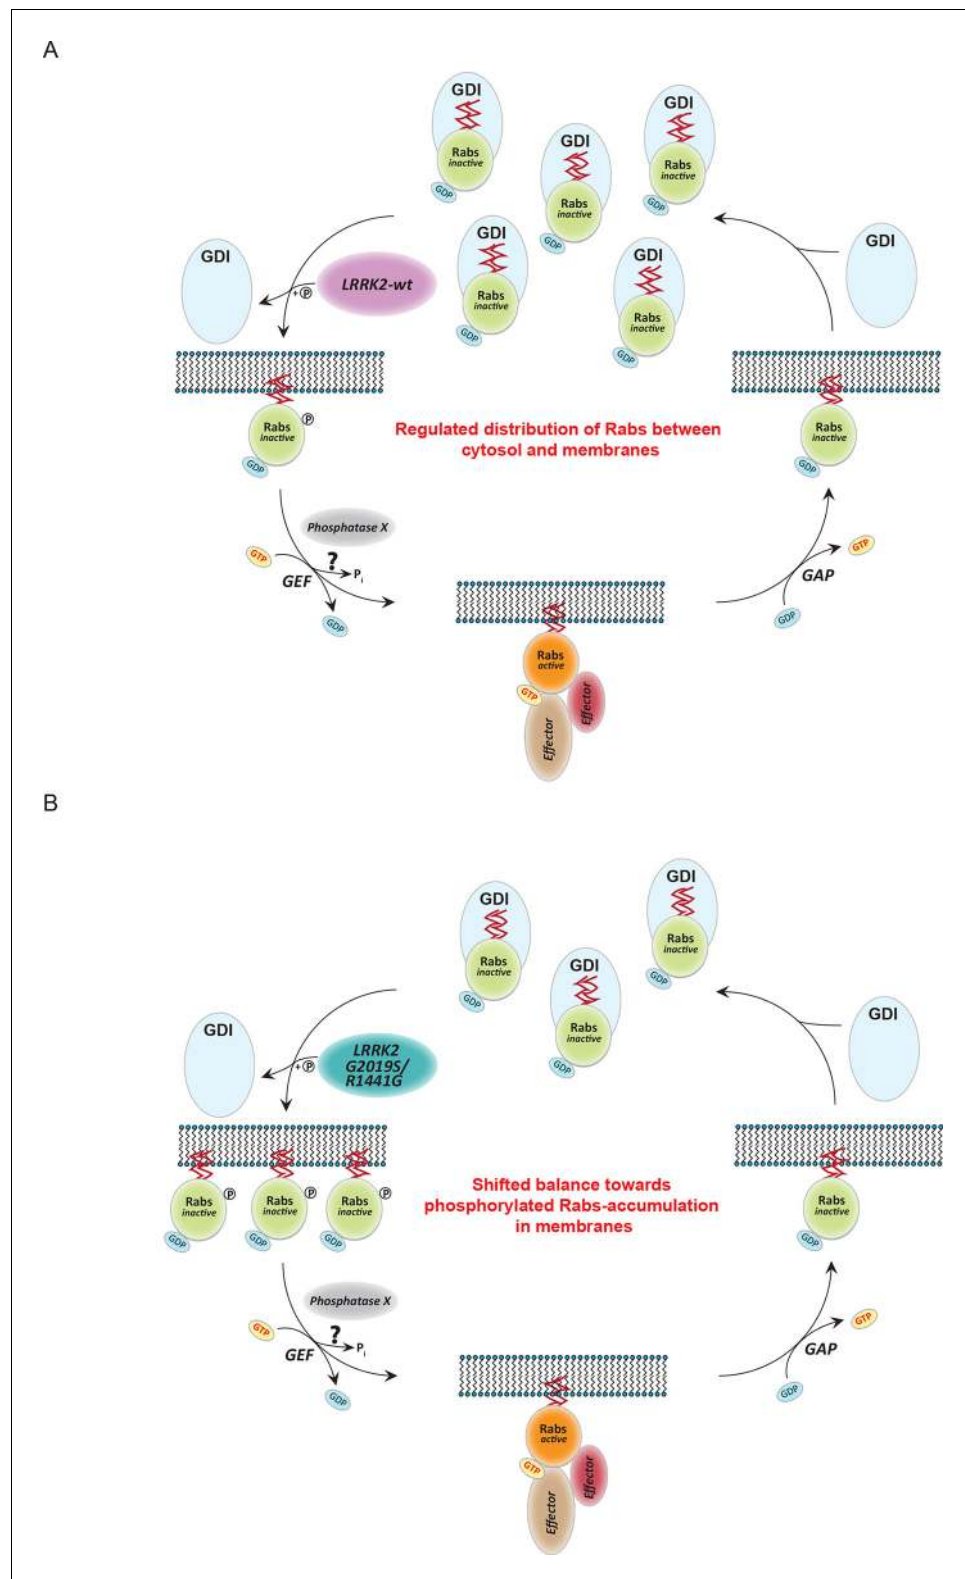 A
GDI
Rabs
inactive
GDP
GDI
Rabs
inactive
GDP
GDI
Rabs
inactive
GDP
GDI
Rabs
inactive
GDP
GDI
Rabs
inactive
GDP
GDI
GDI
+ P
LRRK2-wt
Rabs
inactive
P
GDP
Regulated distribution of Rabs between
cytosol and membranes
Rabs
inactive
GDP
Phosphatase X
GTP
GEF
?
Pi
GDP
GTP
GAP
GDP
Rabs
active
GTP
Effector
Effector
B
GDI
Rabs
inactive
GDP
GDI
Rabs
inactive
GDP
GDI
Rabs
inactive
GDP
GDI
GDI
+ P
LRRK2
G2019S/
R1441G
Rabs
inactive
P
GDP
Rabs
inactive
P
GDP
Rabs
inactive
P
GDP
Shifted balance towards
phosphorylated Rabs-accumulation
in membranes
Rabs
inactive
GDP
Phosphatase X
GTP
GEF
?
Pi
GDP
GTP
GAP
GDP
Rabs
active
GTP
Effector
Effector